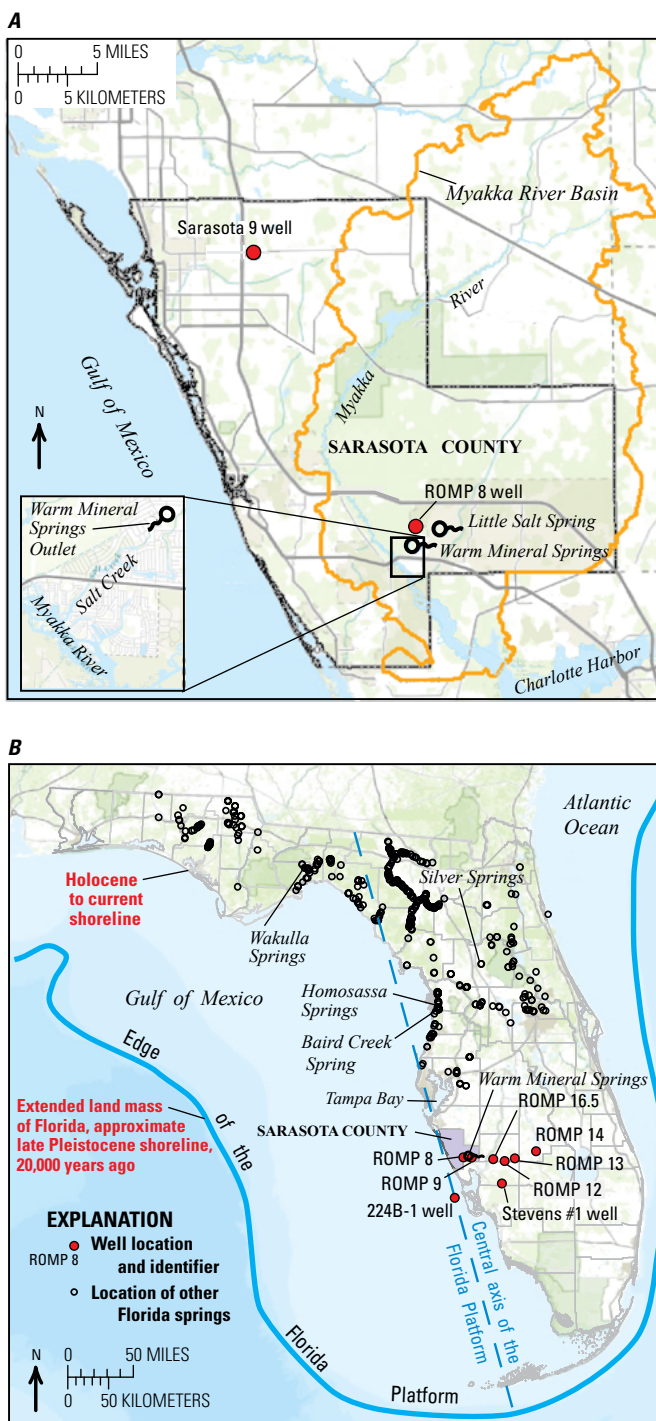 A
0 5 MILES
0 5 KILOMETERS
Myakka River Basin
Sarasota 9 well
River
Myakka
Gulf of Mexico
N
SARASOTA COUNTY
ROMP 8 well
Little Salt Spring
Warm Mineral Springs
Warm Mineral
Springs
Outlet
Salt Creek
Myakka River
Charlotte Harbor
B
Atlantic
Ocean
Holocene
to current
shoreline
Silver Springs
Wakulla
Springs
Gulf of Mexico
Homosassa
Springs
Baird Creek
Spring
Edge
of the
Tampa Bay
Warm Mineral Springs
ROMP 16.5
Extended land mass
of Florida, approximate
late Pleistocene shoreline,
20,000 years ago
SARASOTA COUNTY
ROMP 14
ROMP 8
ROMP 13
ROMP 9
ROMP 12
224B-1 well
Stevens #1 well
Central axis of the
Florida Platform
EXPLANATION
ROMP 8
Well location
and identifier
Location of other
Florida springs
Florida
Platform
0 50 MILES
0 50 KILOMETERS
N